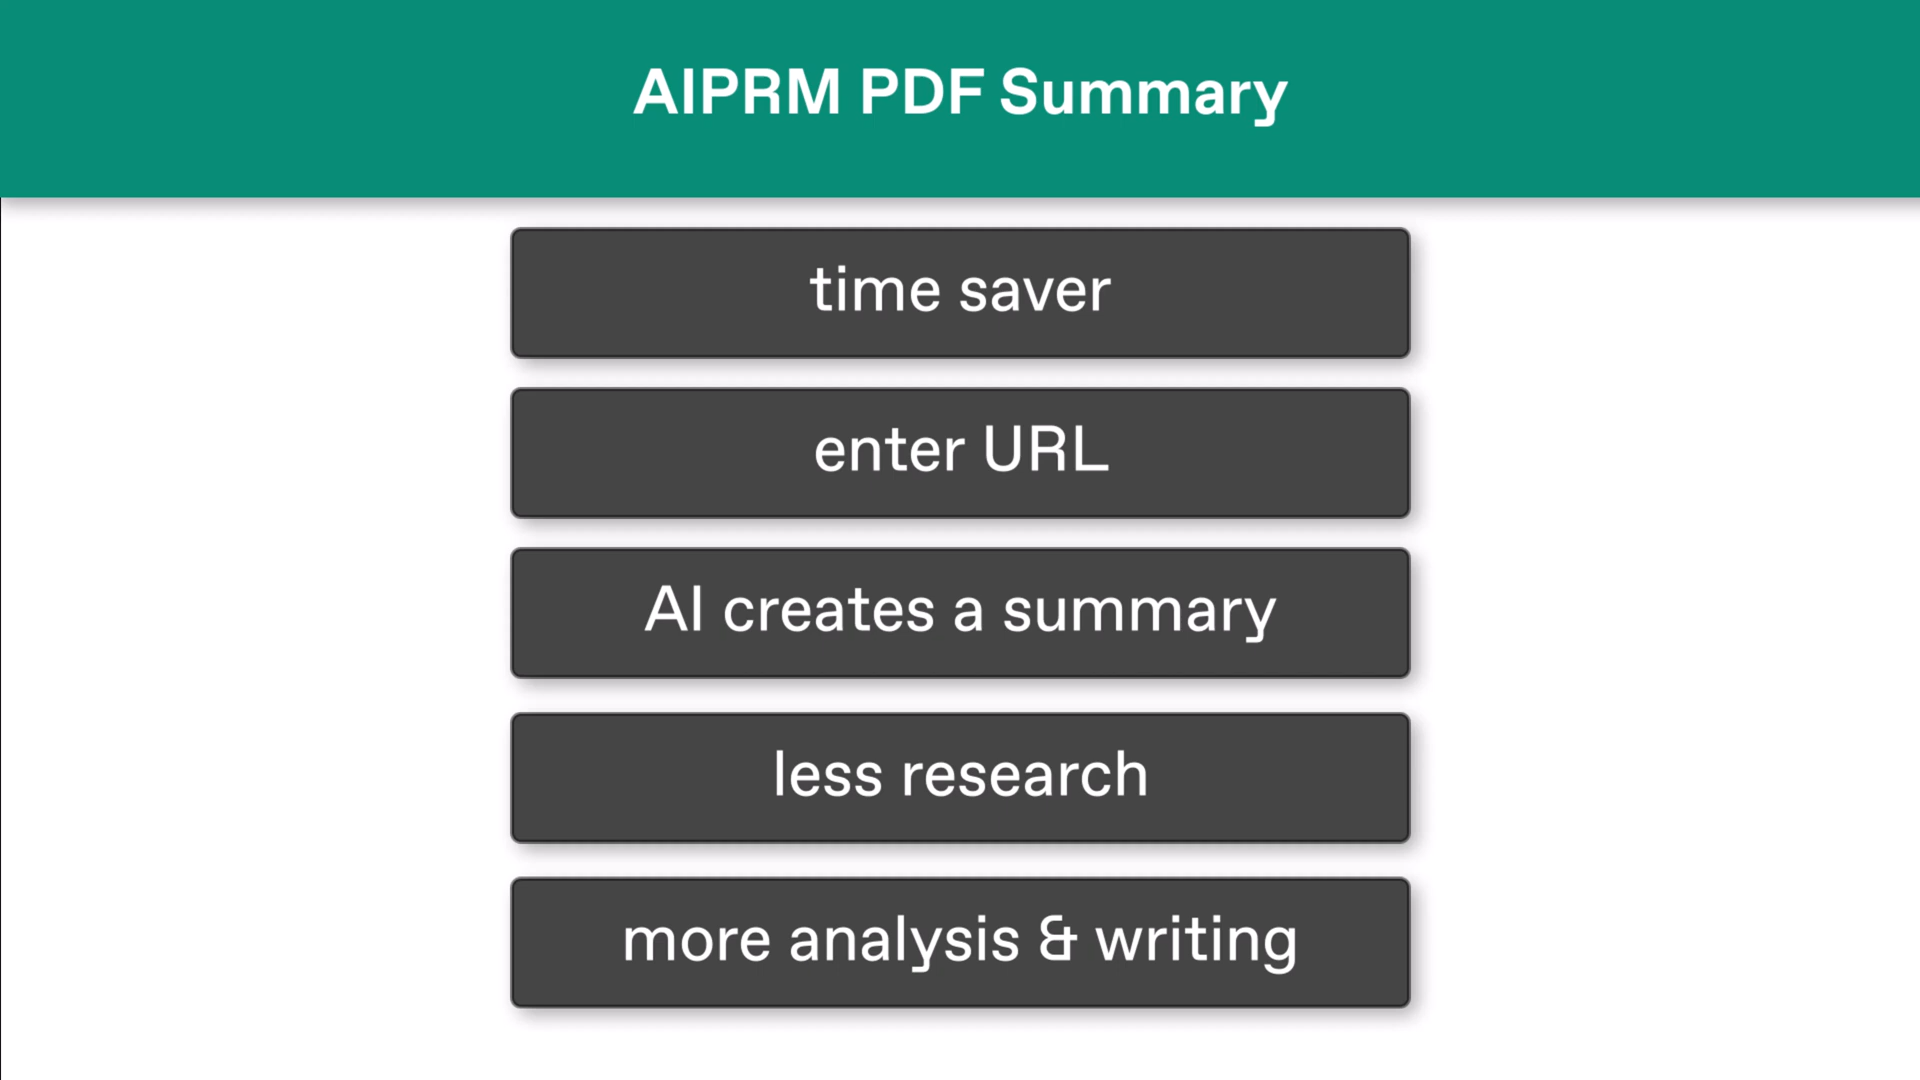 AIPRM PDF Summary
time saver
enter URL
AI creates a summary
less research
more analysis & writing